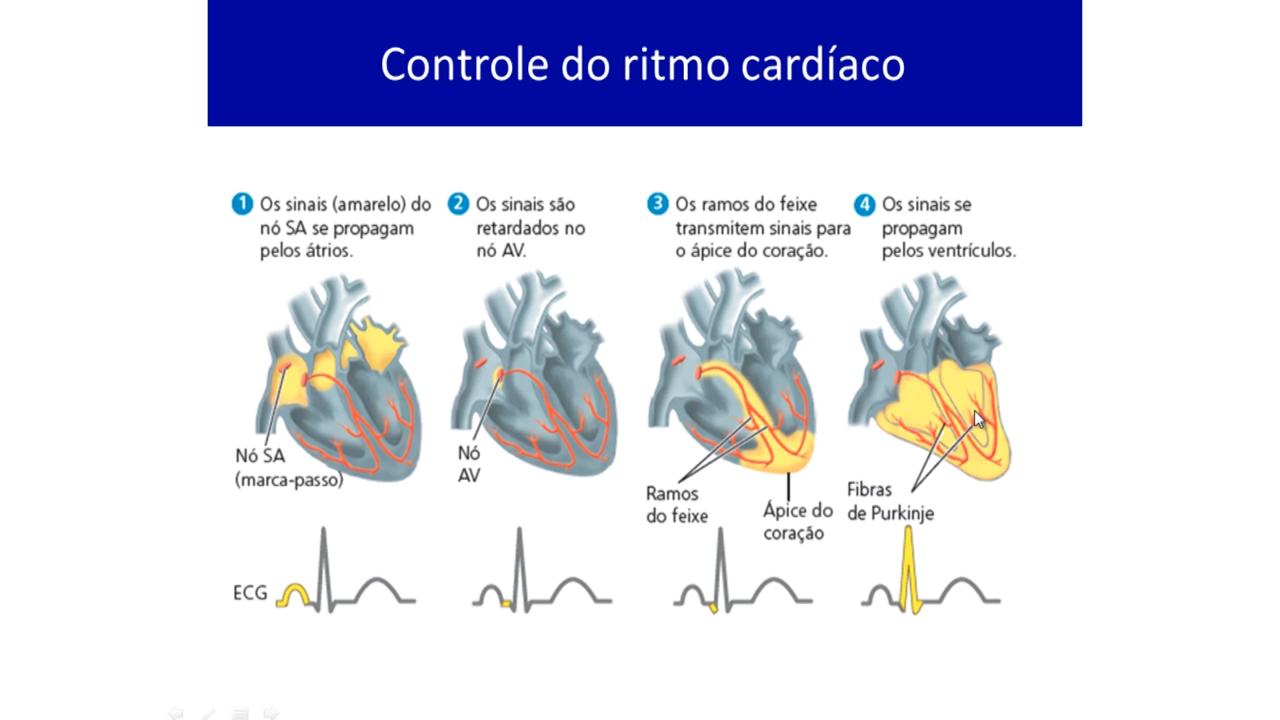 Controle do ritmo cardíaco
1 Os sinais (amarelo) do
nó SA se propagam
pelos átrios.
2 Os sinais são
retardados no
nó AV.
3 Os ramos do feixe
transmitem sinais para
o ápice do coração.
4 Os sinais se
propagam
pelos ventrículos.
Nó SA
(marca-passo)
Nó
AV
Ramos
do feixe
Ápice do
coração
Fibras
de Purkinje
ECG